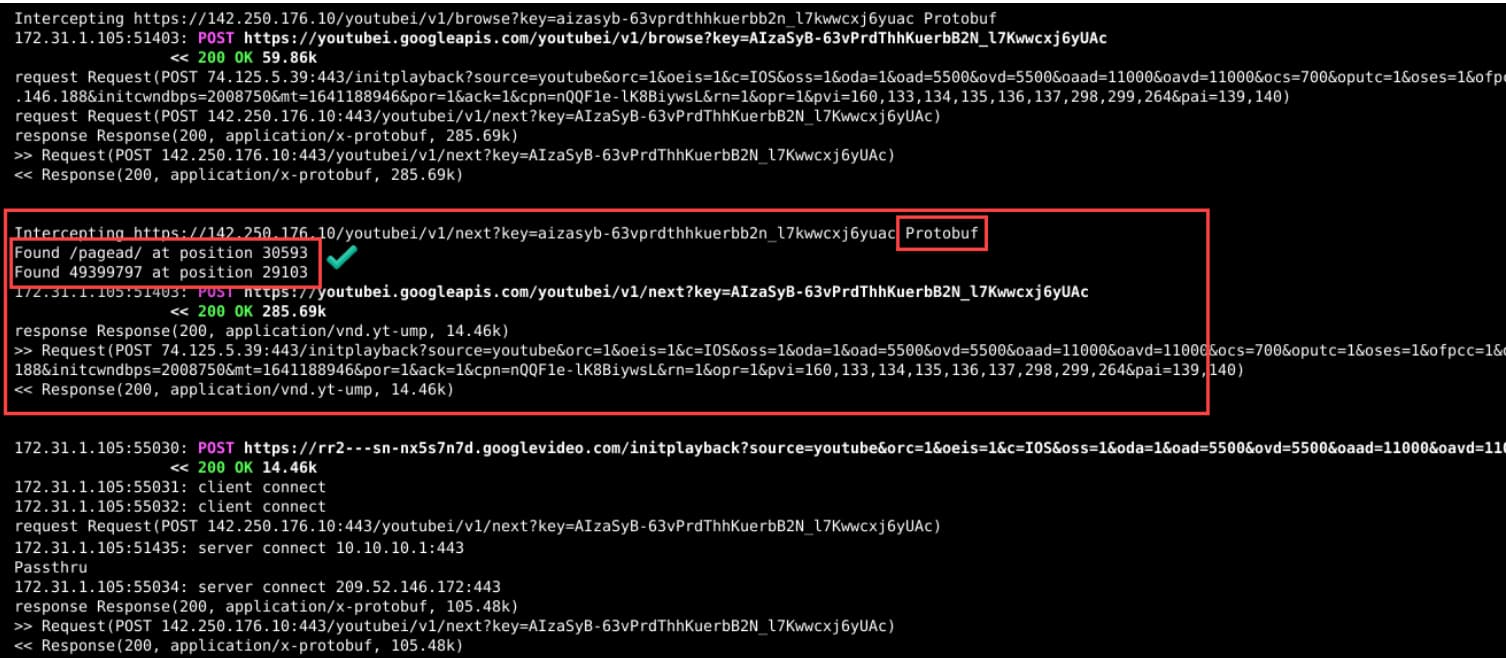 Intercepting https://142.250.176.10/youtubei/v1/browse?key=aizasyb-63vprdthhkuerbb2n_l7kwwcxj6yuac Protobuf
172.31.1.105:51403: POST https://youtubei.googleapis.com/youtubei/v1/browse?key=AIzaSyB-63vPrdThhKuerbB2N_l7Kwwcxj6yUAc
<< 200 OK 59.86k
request Request(POST 74.125.5.39:443/initplayback?source=youtube&orc=1&oeis=1&c=IOS&oss=1&oda=1&oad=5500&ovd=5500&oaad=11000&oavd=11000&ocs=700&oputc=1&oses=1&ofp
.146.188&initcwndbps=2008750&mt=1641188946&por=1&ack=1&cpn=nQQF1e-lK8BiywsL&rn=1&opr=1&pvi=160,133,134,135,136,137,298,299,264&pai=139,140)
request Request(POST 142.250.176.10:443/youtubei/v1/next?key=AIzaSyB-63vPrdThhKuerbB2N_l7Kwwcxj6yUAc)
response Response(200, application/x-protobuf, 285.69k)
>> Request(POST 142.250.176.10:443/youtubei/v1/next?key=AIzaSyB-63vPrdThhKuerbB2N_l7Kwwcxj6yUAc)
<< Response(200, application/x-protobuf, 285.69k)
Intercepting https://142.250.176.10/youtubei/v1/next?key=aizasyb-63vprdthhkuerbb2n_l7kwwcxj6yuac Protobuf
Found /pagead/ at position 30593
Found 49399797 at position 29103
172.31.1.105:51403: POST https://youtubei.googleapis.com/youtubei/v1/next?key=AIzaSyB-63vPrdThhKuerbB2N_l7Kwwcxj6yUAc
<< 200 OK 285.69k
response Response(200, application/vnd.yt-ump, 14.46k)
>> Request(POST 74.125.5.39:443/initplayback?source=youtube&orc=1&oeis=1&c=IOS&oss=1&oda=1&oad=5500&ovd=5500&oaad=11000&oavd=11000&ocs=700&oputc=1&oses=1&ofpcc=1&
188&initcwndbps=2008750&mt=1641188946&por=1&ack=1&cpn=nQQF1e-lK8BiywsL&rn=1&opr=1&pvi=160,133,134,135,136,137,298,299,264&pai=139,140)
<< Response(200, application/vnd.yt-ump, 14.46k)
172.31.1.105:55030: POST https://rr2---sn-nx5s7n7d.googlevideo.com/initplayback?source=youtube&orc=1&oeis=1&c=IOS&oss=1&oda=1&oad=5500&ovd=5500&oaad=11000&oavd=110
<< 200 OK 14.46k
172.31.1.105:55031: client connect
172.31.1.105:55032: client connect
request Request(POST 142.250.176.10:443/youtubei/v1/next?key=AIzaSyB-63vPrdThhKuerbB2N_l7Kwwcxj6yUAc)
172.31.1.105:51435: server connect 10.10.10.1:443
Passthru
172.31.1.105:55034: server connect 209.52.146.172:443
response Response(200, application/x-protobuf, 105.48k)
>> Request(POST 142.250.176.10:443/youtubei/v1/next?key=AIzaSyB-63vPrdThhKuerbB2N_l7Kwwcxj6yUAc)
<< Response(200, application/x-protobuf, 105.48k)